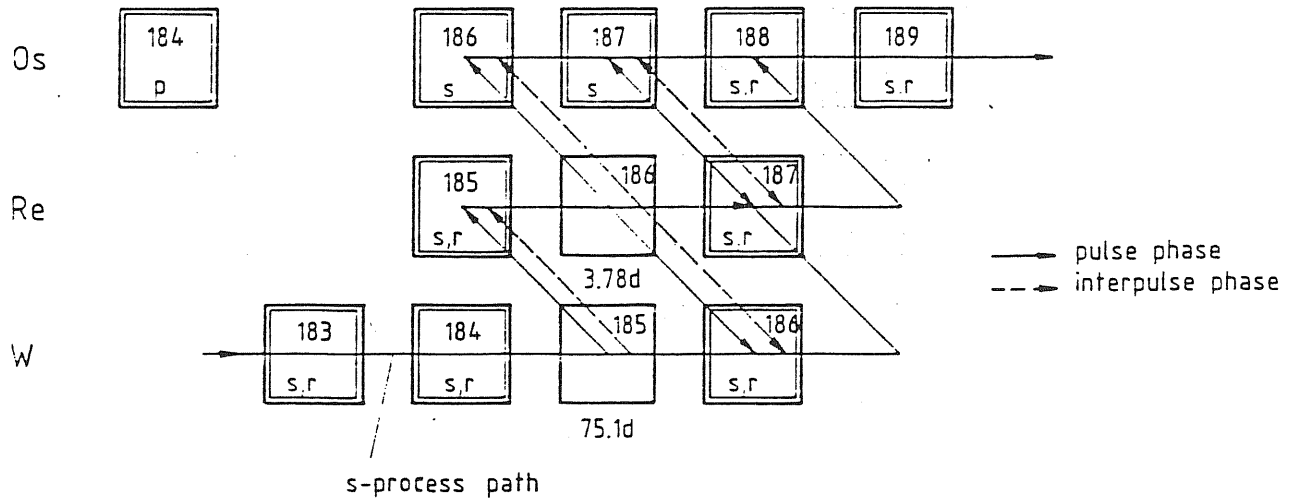 184 186 187 188 189
Os
p s s s.r s.r
185 186 187
Re
s,r s.r
3.78d
pulse phase
interpulse phase
183 184 185 186
W
s,r s,r s,r
75.1d
s-process path